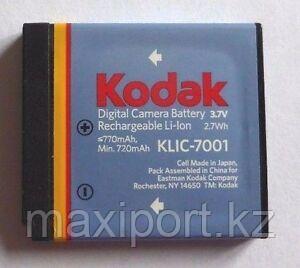 Kodak
Digital Camera Battery 3.7V
Rechargeable Li-Ion 2.7Wh
≤770mAh,
Min. 720mAh KLIC-7001
Cell Made in Japan,
Pack Assembled in China for
Eastman Kodak Company
Rochester, NY 14650 TM: Kodak
maxiport.kz